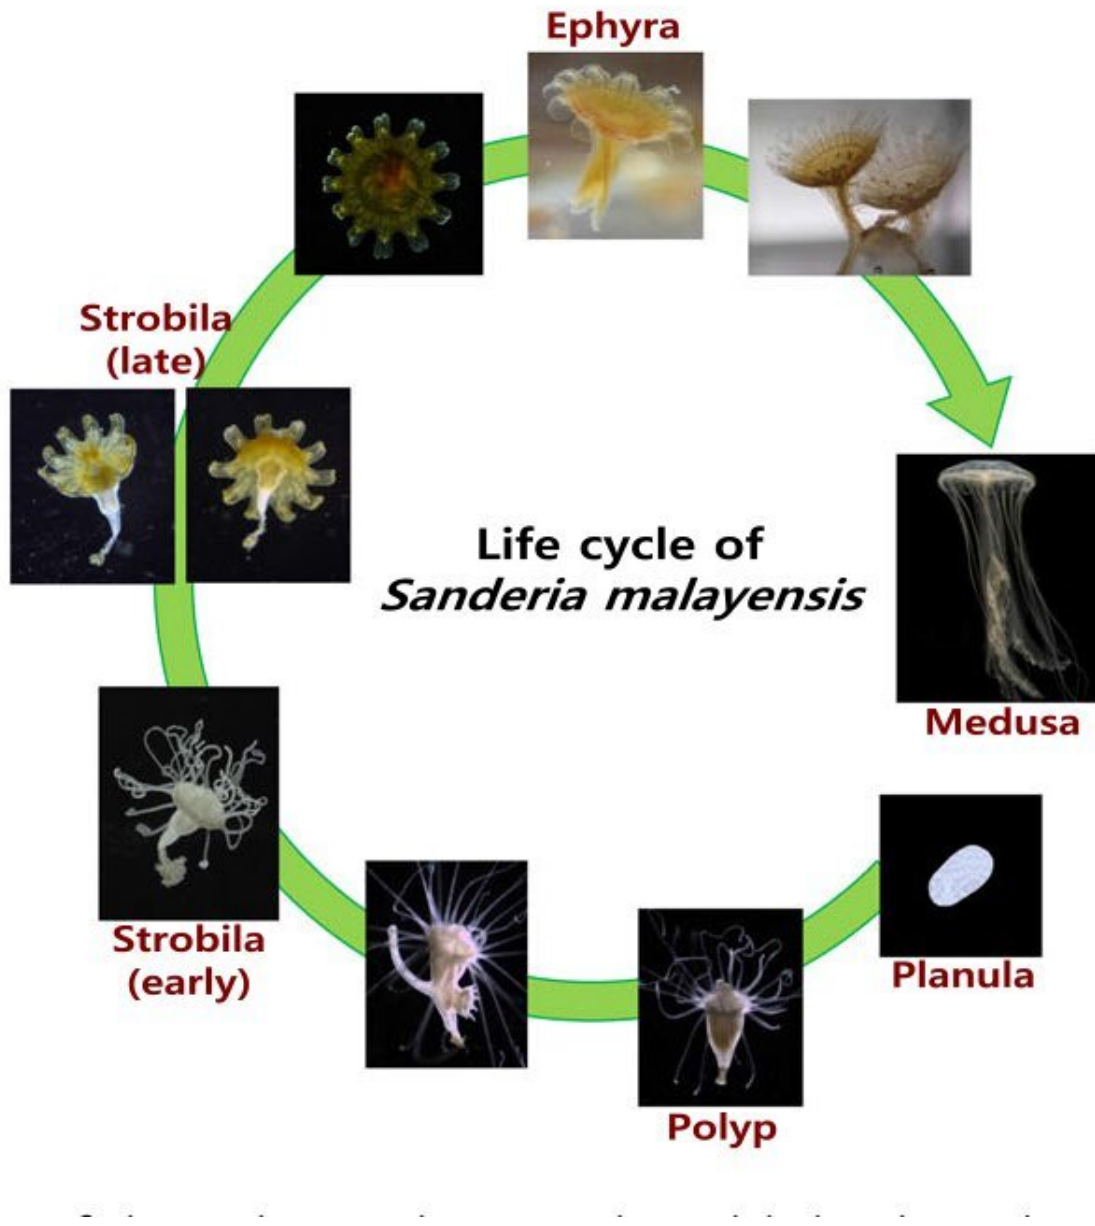 Ephyra
Strobila
(late)
Life cycle of
Sanderia malayensis
Medusa
Strobila
(early)
Planula
Polyp